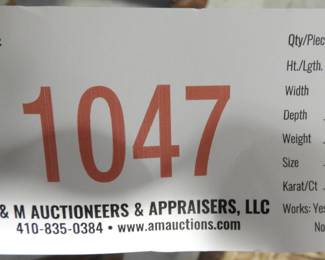 1047
& M AUCTIONEERS & APPRAISERS, LLC
410-835-0384 • www.amauctions.com
Qty/Piec
Ht./Lgth.
Width
Depth
Weight
Size
Karat/Ct
Works: Yes
No